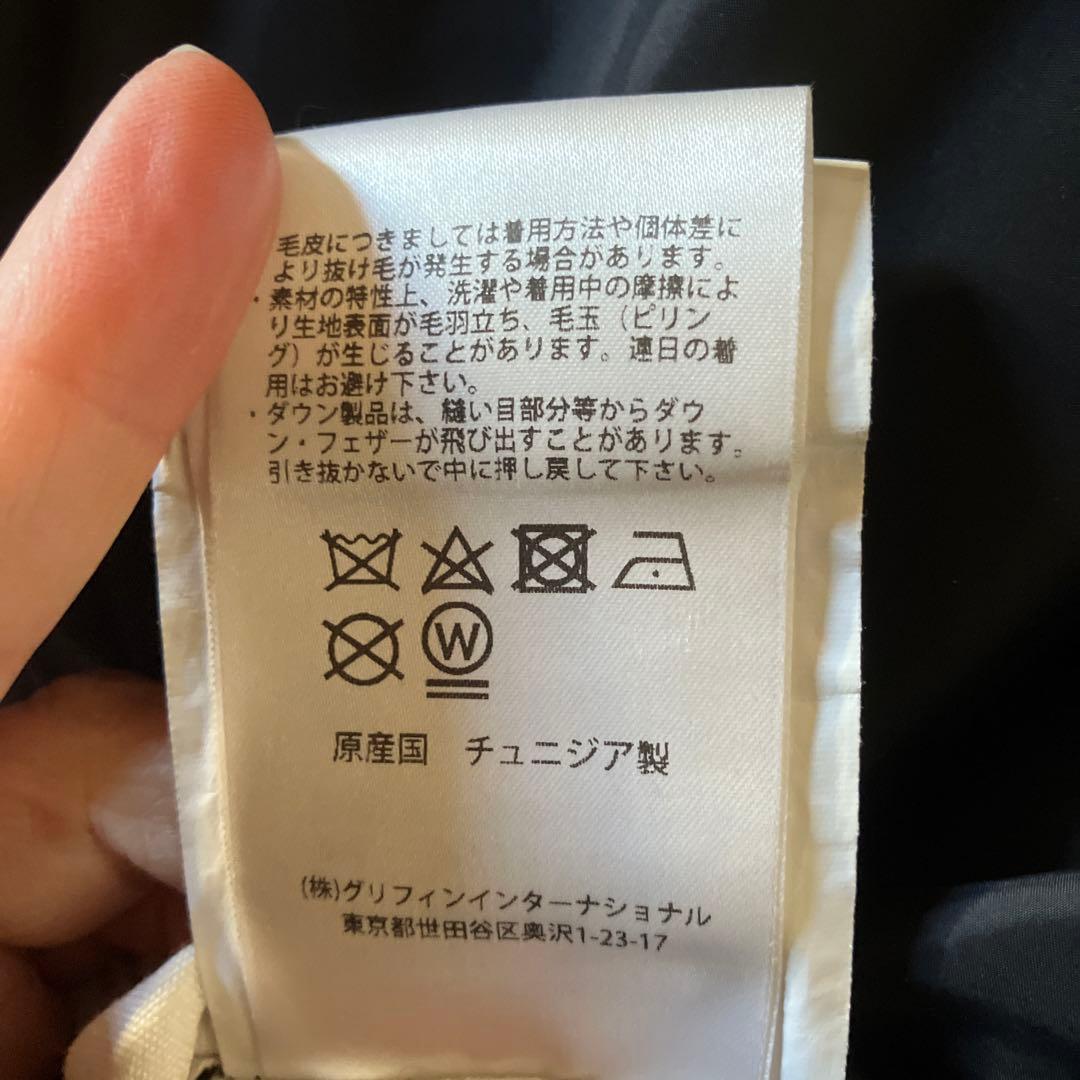 毛皮につきましては着用方法や個体差に
より抜け毛が発生する場合があります。
・素材の特性上、洗濯や着用中の摩擦によ
り生地表面が毛羽立ち、毛玉（ピリン
グ）が生じることがあります。連日の着
用はお避け下さい。
・ダウン製品は、縫い目部分等からダウ
ン・フェザーが飛び出すことがあります。
引き抜かないで中に押し戻して下さい。
W
原産国　チュニジア製
(株)グリフィンインターナショナル
東京都世田谷区奥沢1-23-17